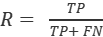 R = TP / TP + FN